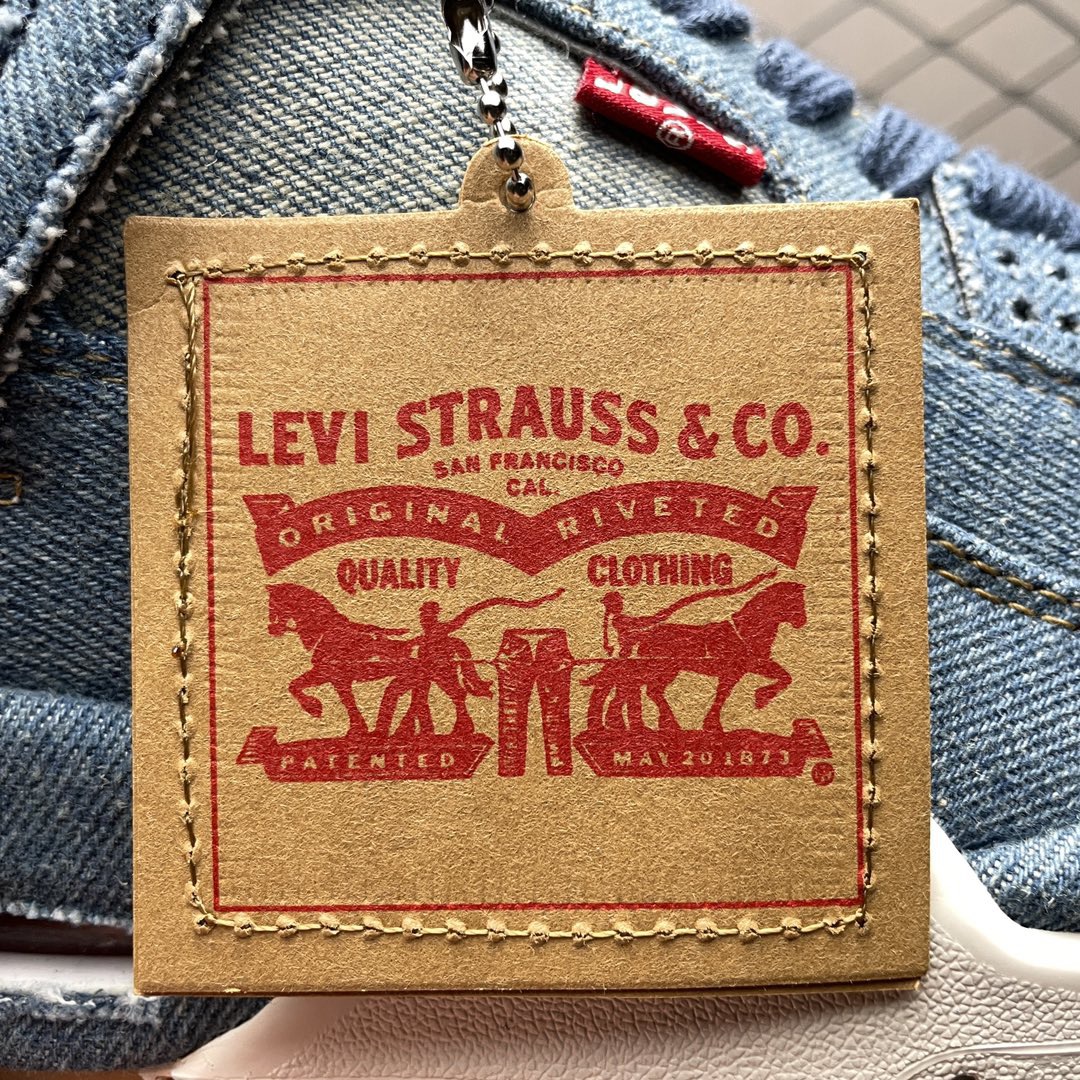 LEVI STRAUSS & CO.
SAN FRANCISCO
CAL.
ORIGINAL RIVETED
QUALITY CLOTHING
PATENTED MAY 20 1873
®
®